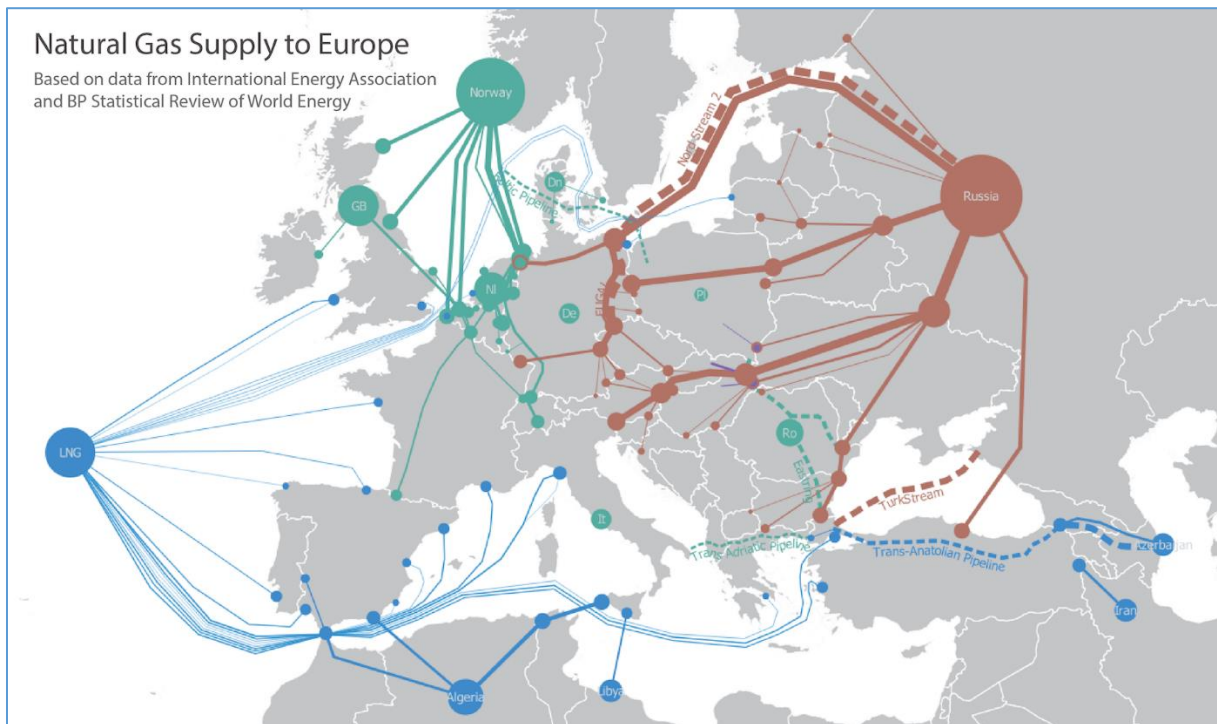 Natural Gas Supply to Europe
Based on data from International Energy Association
and BP Statistical Review of World Energy
Norway
Nord Stream 2
Dn
Baltic Pipeline
Russia
GB
Nl
Pl
De
EUGAL
LNG
Ro
Eastring
TurkStream
It
Trans Adriatic Pipeline
Trans-Anatolian Pipeline
Azerbaijan
Iran
Algeria
Libya